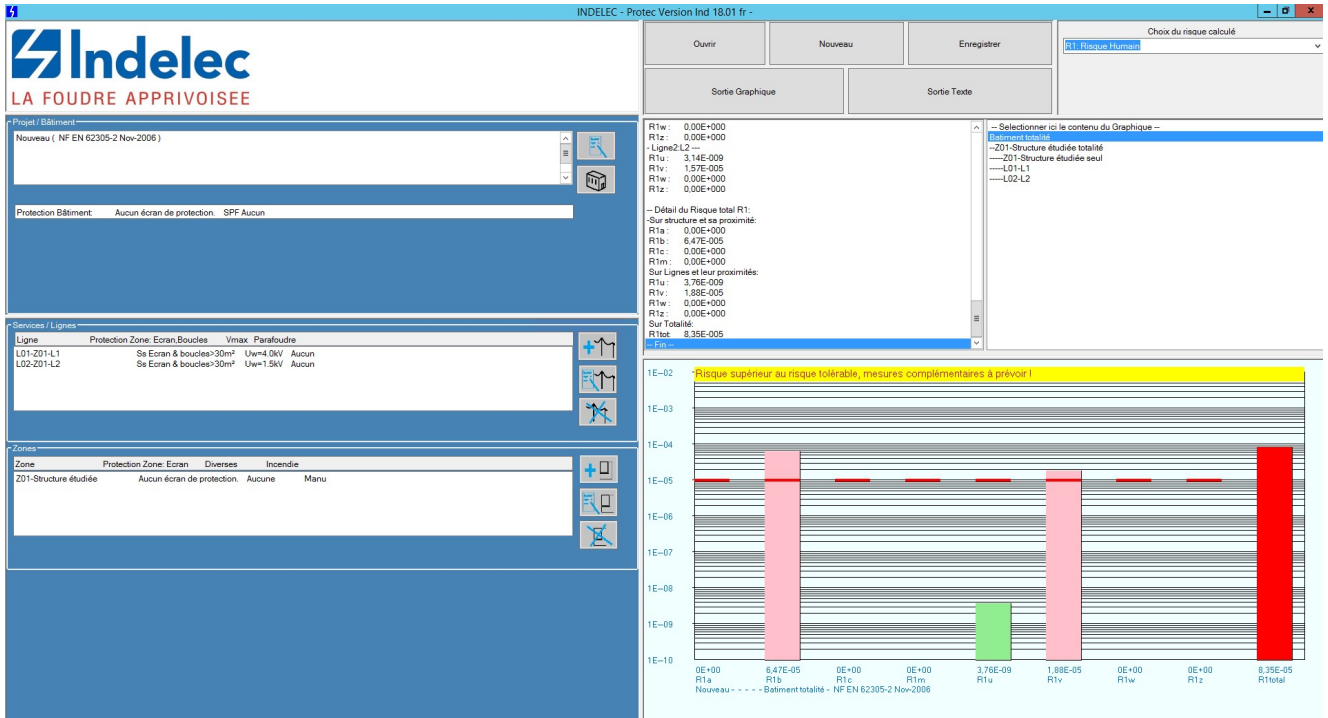 INDELEC - Protec Version Ind 18.01 fr -
Indelec
LA FOUDRE APPRIVOISEE
Ouvrir
Nouveau
Enregistrer
Sortie Graphique
Sortie Texte
Choix du risque calculé
R1: Risque Humain
Projet / Bâtiment
Nouveau ( NF EN 62305-2 Nov-2006 )
Protection Bâtiment: Aucun écran de protection. SPF Aucun
Services / Lignes
Ligne Protection Zone: Ecran,Boucles Vmax Parafoudre
L01-Z01-L1 Ss Ecran & boucles>30m² Uw=4.0kV Aucun
L02-Z01-L2 Ss Ecran & boucles>30m² Uw=1.5kV Aucun
Zones
Zone Protection Zone: Ecran Diverses Incendie
Z01-Structure étudiée Aucun écran de protection. Aucune Manu
R1w : 0,00E+000
R1z : 0,00E+000
- Ligne2:L2 ---
R1u : 3,14E-009
R1v : 1,57E-005
R1w : 0,00E+000
R1z : 0,00E+000
-- Détail du Risque total R1:
-Sur structure et sa proximité:
R1a : 0,00E+000
R1b : 6,47E-005
R1c : 0,00E+000
R1m : 0,00E+000
Sur Lignes et leur proximités:
R1u : 3,76E-009
R1v : 1,88E-005
R1w : 0,00E+000
R1z : 0,00E+000
Sur Totalité:
R1tot: 8,35E-005
-- Fin --
-- Selectionner ici le contenu du Graphique --
Batiment totalité
--Z01-Structure étudiée totalité
-----Z01-Structure étudiée seul
-----L01-L1
-----L02-L2
Risque supérieur au risque tolérable, mesures complémentaires à prévoir !
1E-02
1E-03
1E-04
1E-05
1E-06
1E-07
1E-08
1E-09
1E-10
0E+00 6,47E-05 0E+00 0E+00 3,76E-09 1,88E-05 0E+00 0E+00 8,35E-05
R1a R1b R1c R1m R1u R1v R1w R1z R1total
Nouveau - - - - - Batiment totalité - NF EN 62305-2 Nov-2006